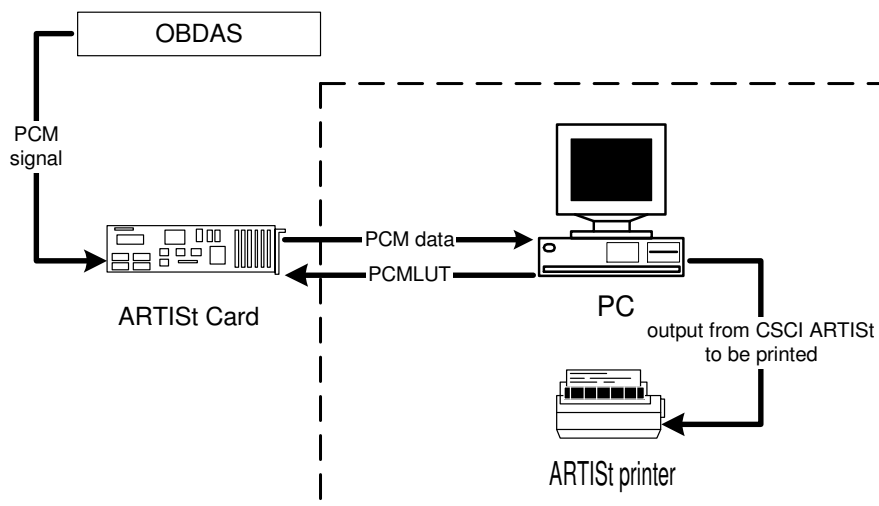 OBDAS
PCM
signal
PCM data
PCMLUT
ARTISt Card
PC
output from CSCI ARTISt
to be printed
ARTISt printer